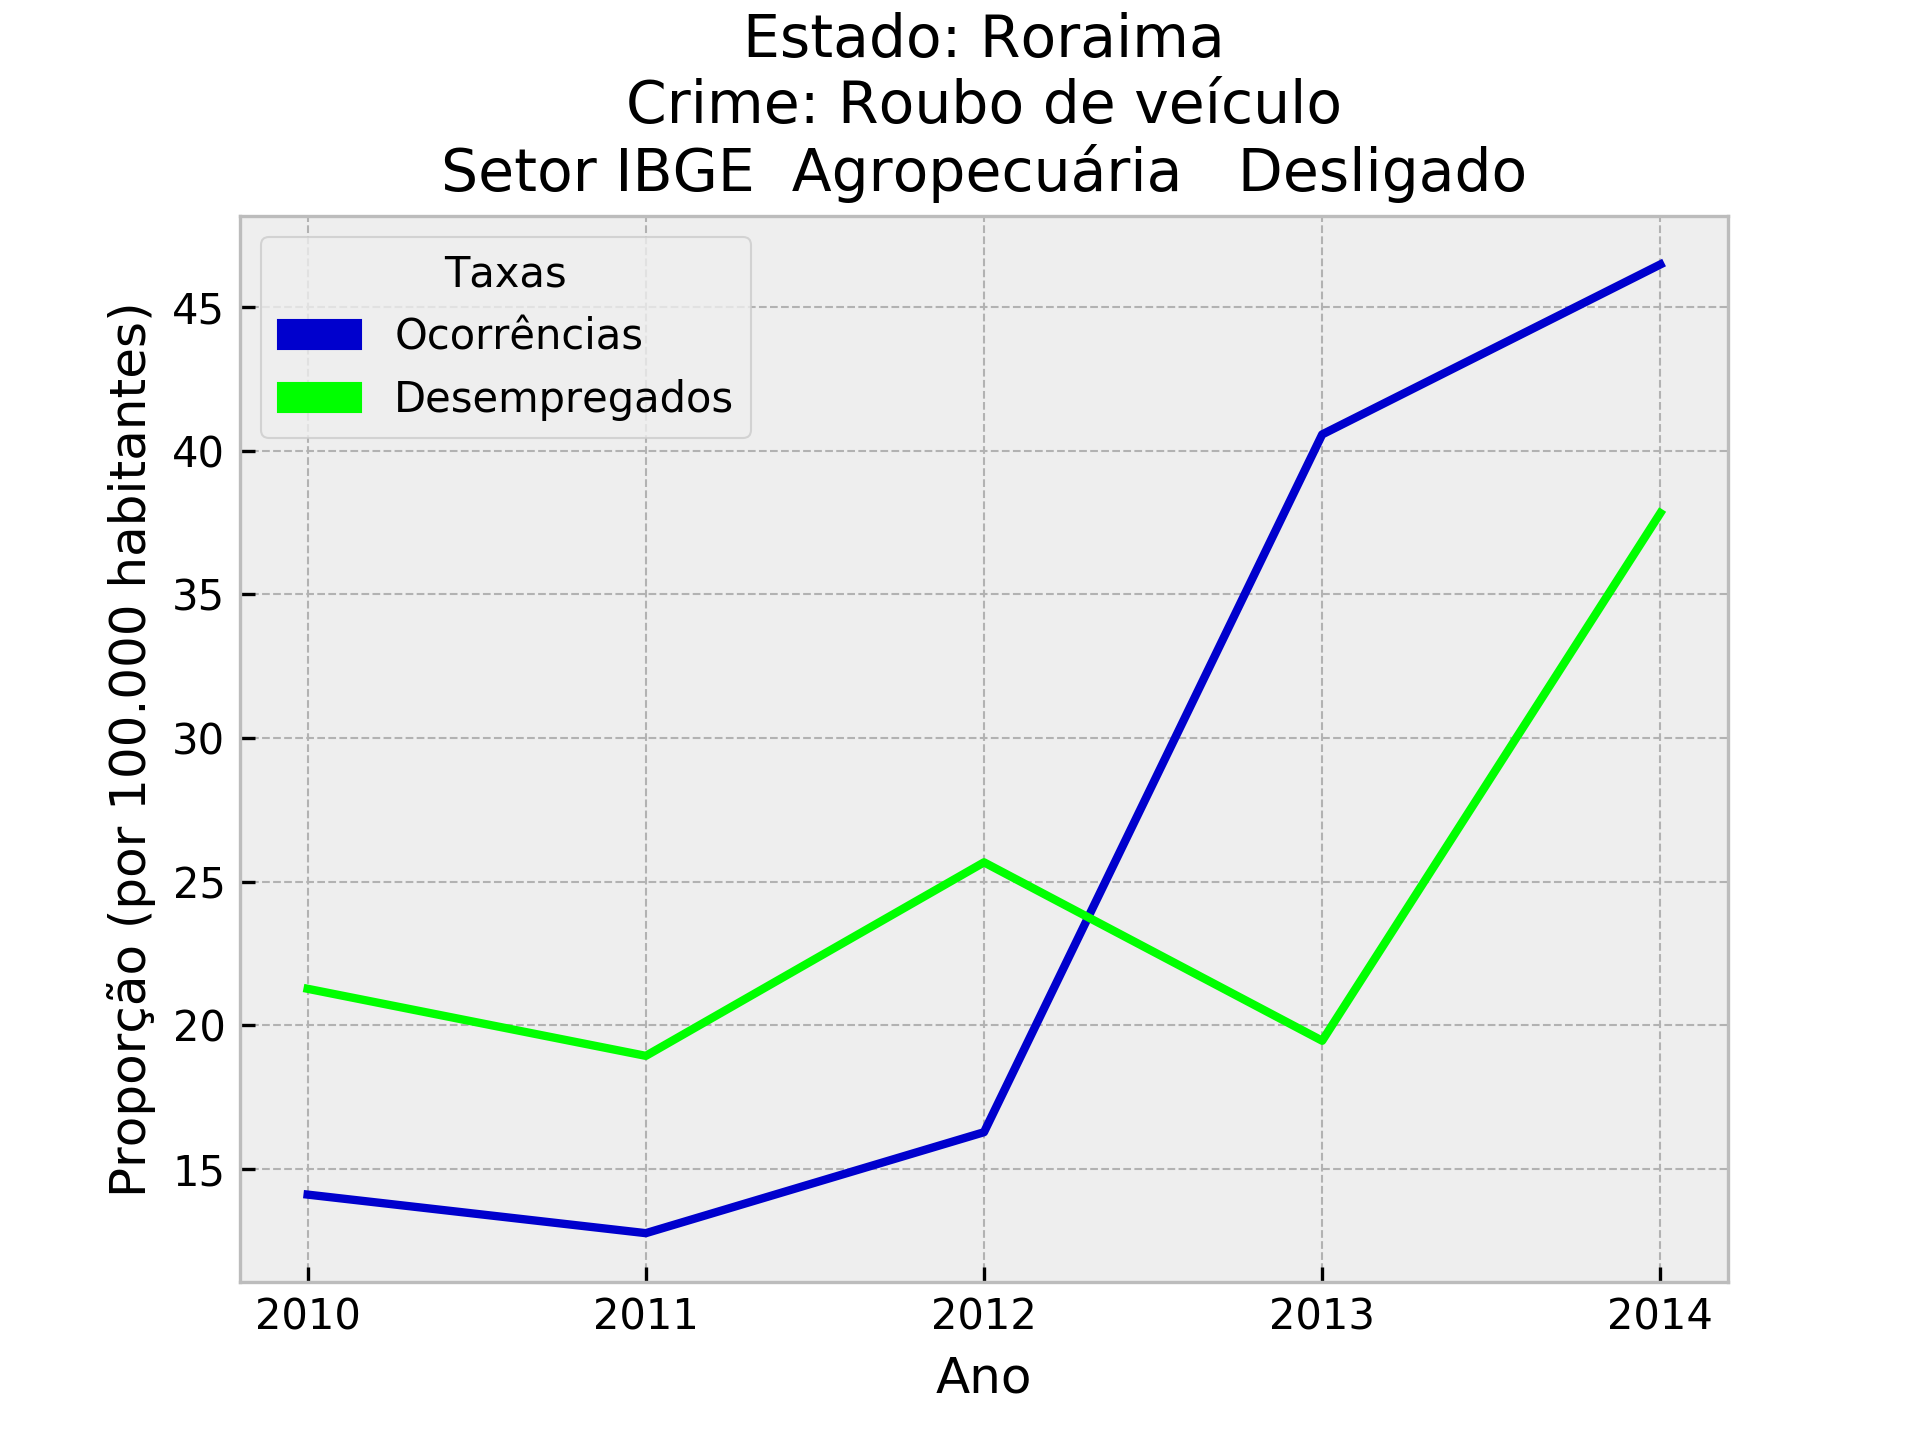 Estado: Roraima
Crime: Roubo de veículo
Setor IBGE  Agropecuária   Desligado
Taxas
Ocorrências
Desempregados
Proporção (por 100.000 habitantes)
45
40
35
30
25
20
15
2010 2011 2012 2013 2014
Ano